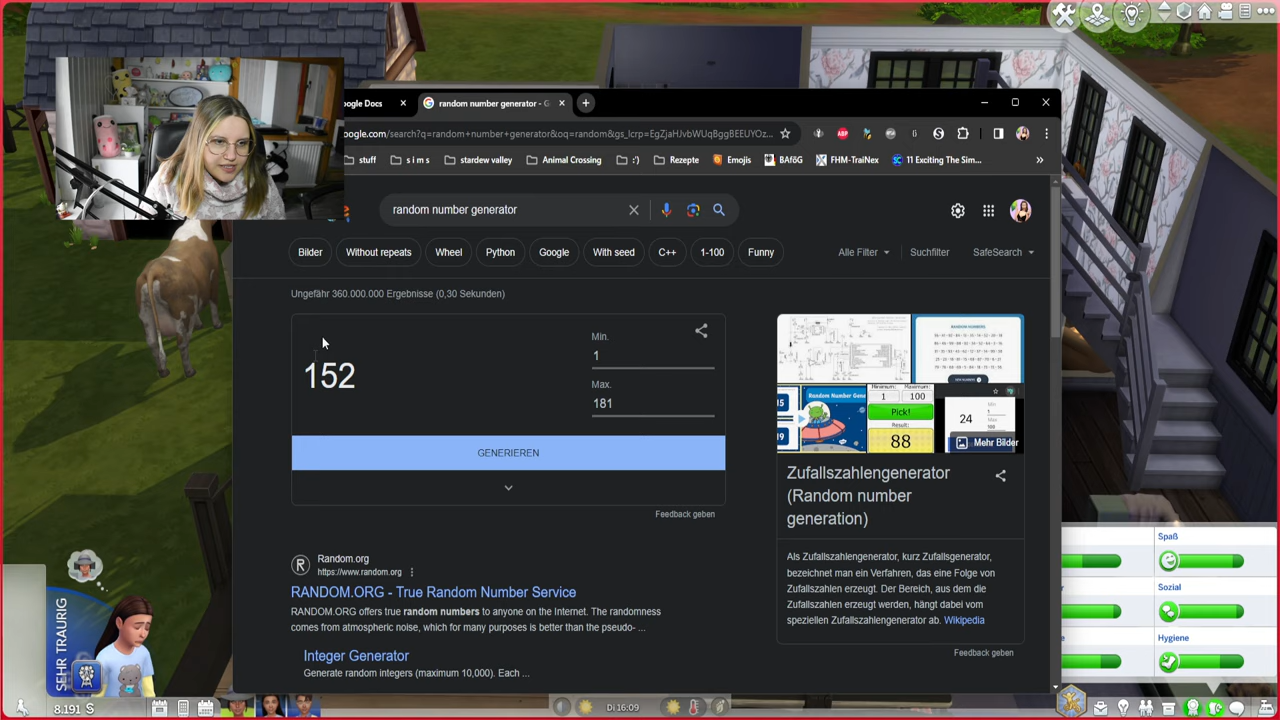 ogle Docs
random number generator - G
oogle.com/search?q=random+number+generator&oq=random&gs_lcrp=EgZjaHJvbWUqBggBEEUYOz...
stuff
s i m s
stardew valley
Animal Crossing
:')
Rezepte
Emojis
BAföG
FHM-TraiNex
11 Exciting The Sim...
random number generator
Bilder
Without repeats
Wheel
Python
Google
With seed
C++
1-100
Funny
Alle Filter
Suchfilter
SafeSearch
Ungefähr 360.000.000 Ergebnisse (0,30 Sekunden)
152
Min.
1
Max.
181
GENERIEREN
Feedback geben
RANDOM NUMBERS
1
100
Pick!
Result:
88
24
Mehr Bilder
Zufallszahlengenerator
(Random number
generation)
Als Zufallszahlengenerator, kurz Zufallsgenerator,
bezeichnet man ein Verfahren, das eine Folge von
Zufallszahlen erzeugt. Der Bereich, aus dem die
Zufallszahlen erzeugt werden, hängt dabei vom
speziellen Zufallszahlengenerator ab. Wikipedia
Feedback geben
Random.org
https://www.random.org
RANDOM.ORG - True Random Number Service
RANDOM.ORG offers true random numbers to anyone on the Internet. The randomness
comes from atmospheric noise, which for many purposes is better than the pseudo- ...
Integer Generator
Generate random integers (maximum 10,000). Each ...
SEHR TRAURIG
Spaß
Sozial
Hygiene
8.191 S
Di 16:09